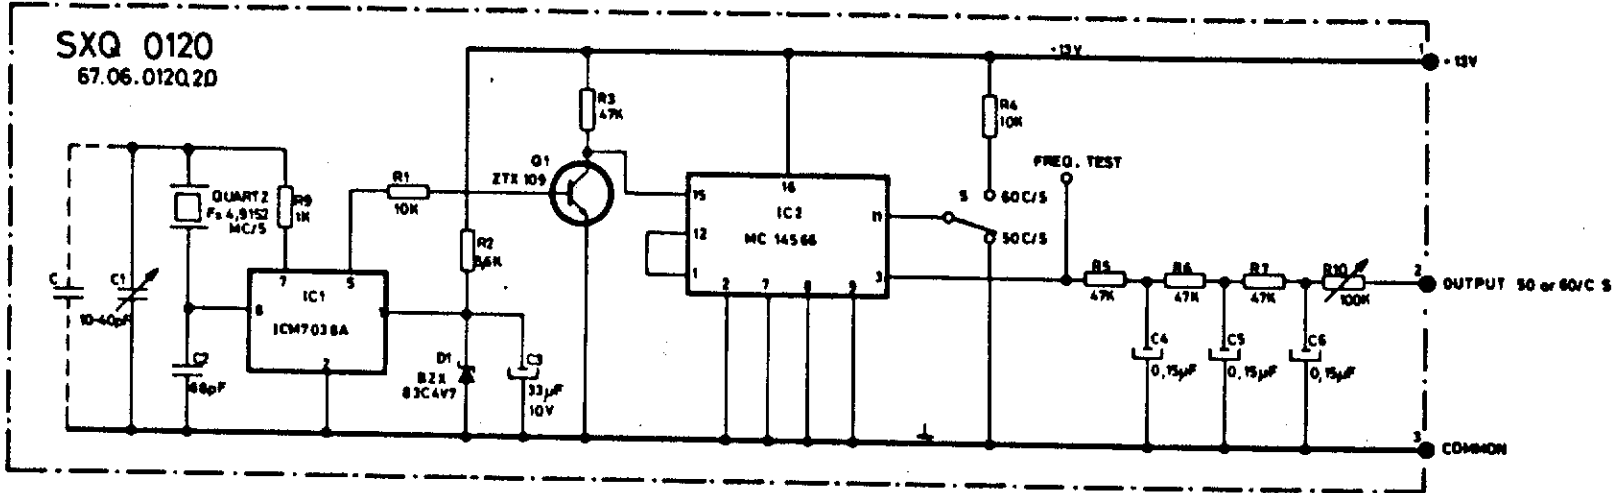 SXQ 0120
67.06.0120.20
-13V
1
-13V
R3
47K
R4
10K
Q1
ZTX 109
FREQ. TEST
R1
10K
QUARTZ
F= 4,9152
MC/S
R9
1K
15
16
IC2
MC 14566
11
12
1
3
2
7
8
9
S
60C/S
50C/S
R2
C
C1
10-40pF
7
5
IC1
ICM7038A
2
R5
47K
R6
47K
R7
47K
R10
100K
2
OUTPUT 50 or 60/C S
C2
68pF
D1
BZX
83C4V7
C3
33µF
10V
C4
0,15µF
C5
0,15µF
C6
0,15µF
3
COMMON